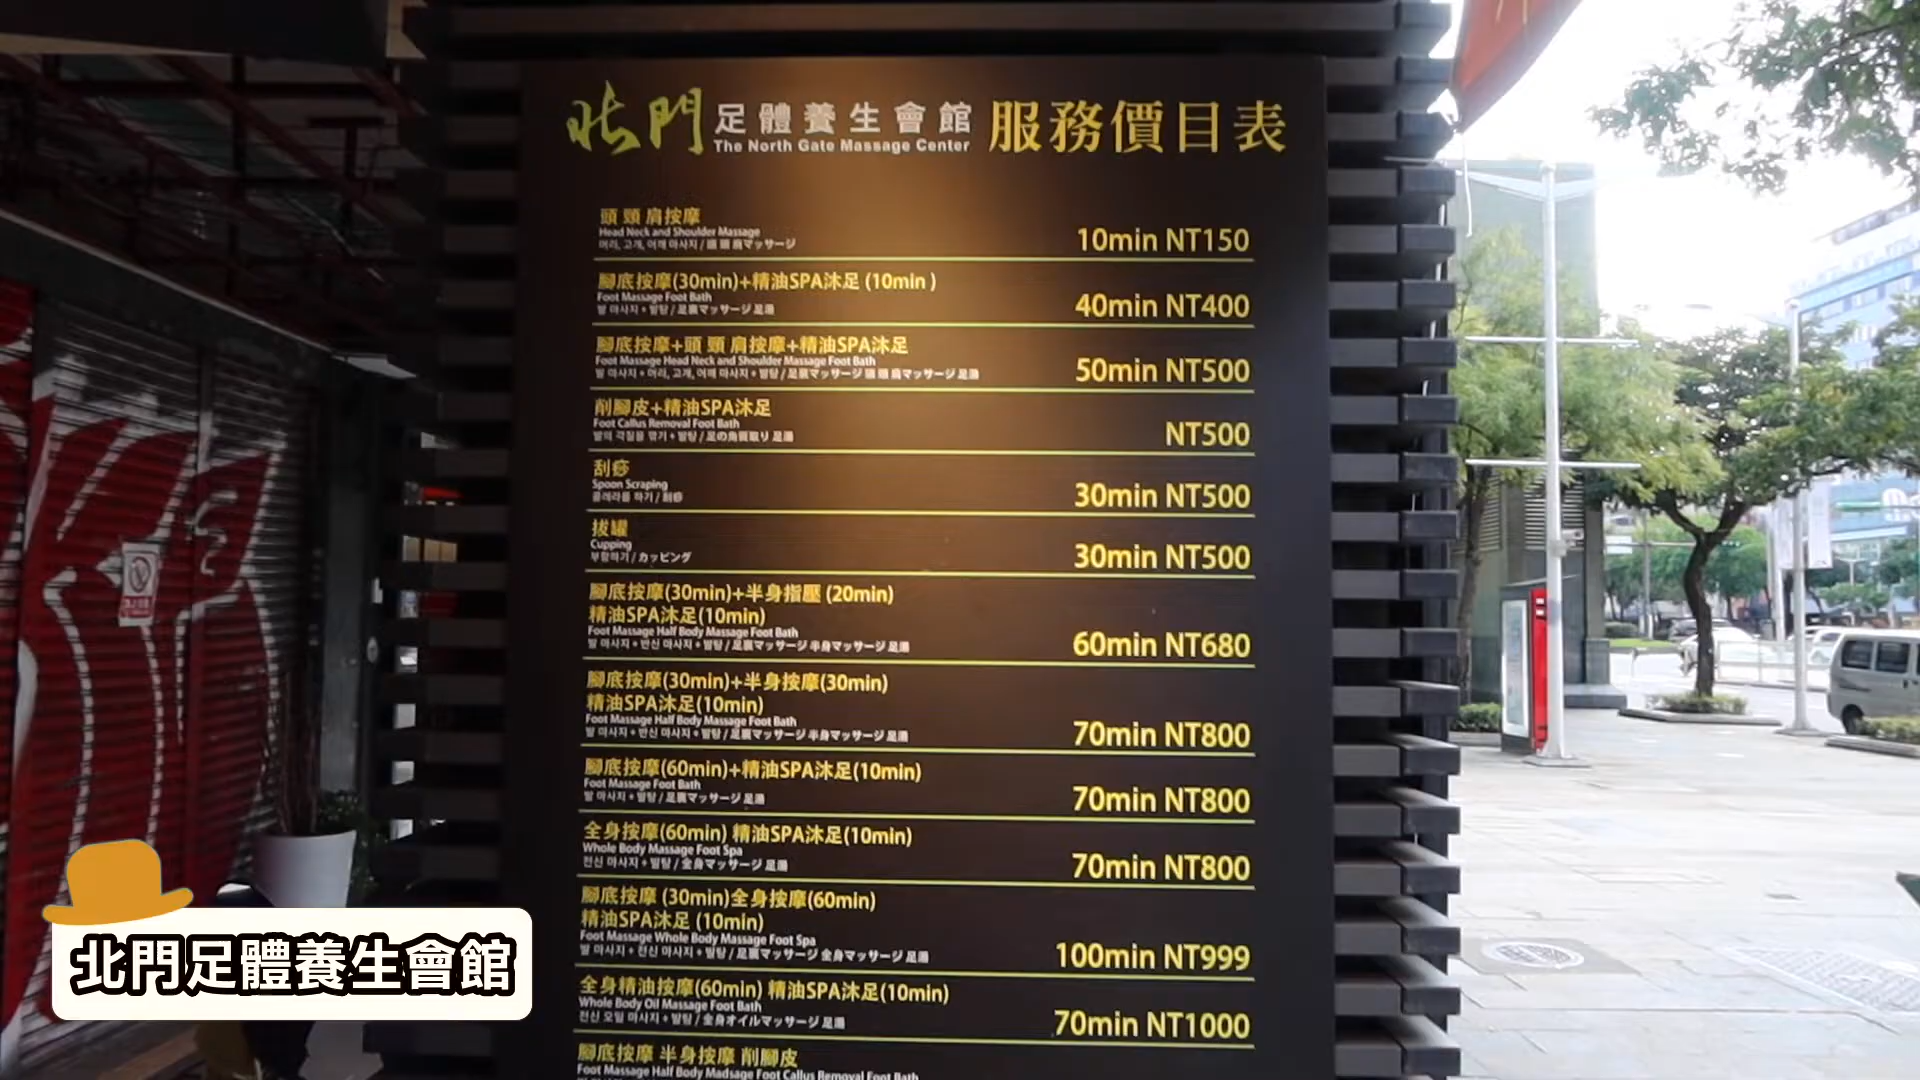 北門 足體養生會館 服務價目表
The North Gate Massage Center
頭 頸 肩按摩
Head Neck and Shoulder Massage
머리, 고개, 어깨 마사지 / 頭 頸 肩マッサージ
10min NT150
腳底按摩(30min)+精油SPA沐足 (10min )
Foot Massage Foot Bath
발 마사지 + 발탕 / 足裏マッサージ 足湯
40min NT400
腳底按摩+頭 頸 肩按摩+精油SPA沐足
Foot Massage Head Neck and Shoulder Massage Foot Bath
발 마사지 + 머리, 고개, 어깨 마사지 + 발탕 / 足裏マッサージ 頭 頸 肩マッサージ 足湯
50min NT500
削腳皮+精油SPA沐足
Foot Callus Removal Foot Bath
발의 각질을 깎기 + 발탕 / 足の角質取り 足湯
NT500
刮痧
Spoon Scraping
콜레라를 하기 / 刮痧
30min NT500
拔罐
Cupping
부항하기 / カッピング
30min NT500
腳底按摩(30min)+半身指壓 (20min)
精油SPA沐足(10min)
Foot Massage Half Body Massage Foot Bath
발 마사지 + 반신 마사지 + 발탕 / 足裏マッサージ 半身マッサージ 足湯
60min NT680
腳底按摩(30min)+半身按摩(30min)
精油SPA沐足(10min)
Foot Massage Half Body Massage Foot Bath
발 마사지 + 반신 마사지 + 발탕 / 足裏マッサージ 半身マッサージ 足湯
70min NT800
腳底按摩(60min)+精油SPA沐足(10min)
Foot Massage Foot Bath
발 마사지 + 발탕 / 足裏マッサージ 足湯
70min NT800
全身按摩(60min) 精油SPA沐足(10min)
Whole Body Massage Foot Spa
전신 마사지 + 발탕 / 全身マッサージ 足湯
70min NT800
腳底按摩 (30min)全身按摩(60min)
精油SPA沐足 (10min)
Foot Massage Whole Body Massage Foot Spa
발 마사지 + 전신 마사지 + 발탕 / 足裏マッサージ 全身マッサージ 足湯
100min NT999
全身精油按摩(60min) 精油SPA沐足(10min)
Whole Body Oil Massage Foot Bath
전신 오일 마사지 + 발탕 / 全身オイルマッサージ 足湯
70min NT1000
腳底按摩 半身按摩 削腳皮
Foot Massage Half Body Madsage Foot Callus Removal Foot Bath
北門足體養生會館